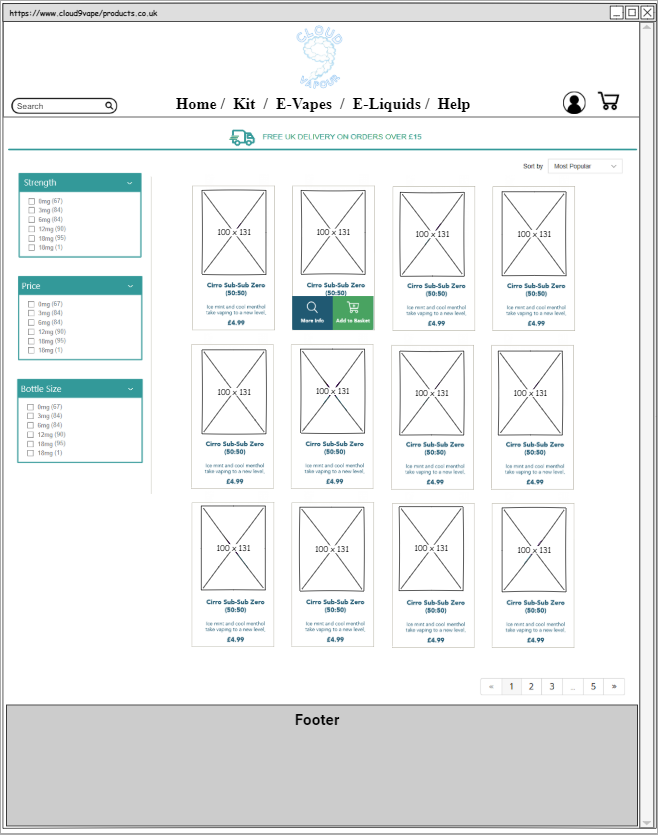 https://www.cloud9vape/products.co.uk
CLOUD
9
VAPOUR
Search
Home / Kit / E-Vapes / E-Liquids / Help
FREE UK DELIVERY ON ORDERS OVER £15
Sort by Most Popular
Strength
0mg (67)
3mg (84)
6mg (84)
12mg (90)
18mg (95)
18mg (1)
Price
0mg (67)
3mg (84)
6mg (84)
12mg (90)
18mg (95)
18mg (1)
Bottle Size
0mg (67)
3mg (84)
6mg (84)
12mg (90)
18mg (95)
18mg (1)
100 x 131
Cirro Sub-Sub Zero
(50:50)
Ice mint and cool menthol
take vaping to a new level.
£4.99
100 x 131
Cirro Sub-Sub Zero
(50:50)
More Info
Add to Basket
100 x 131
Cirro Sub-Sub Zero
(50:50)
Ice mint and cool menthol
take vaping to a new level.
£4.99
100 x 131
Cirro Sub-Sub Zero
(50:50)
Ice mint and cool menthol
take vaping to a new level.
£4.99
100 x 131
Cirro Sub-Sub Zero
(50:50)
Ice mint and cool menthol
take vaping to a new level.
£4.99
100 x 131
Cirro Sub-Sub Zero
(50:50)
Ice mint and cool menthol
take vaping to a new level.
£4.99
100 x 131
Cirro Sub-Sub Zero
(50:50)
Ice mint and cool menthol
take vaping to a new level.
£4.99
100 x 131
Cirro Sub-Sub Zero
(50:50)
Ice mint and cool menthol
take vaping to a new level.
£4.99
100 x 131
Cirro Sub-Sub Zero
(50:50)
Ice mint and cool menthol
take vaping to a new level.
£4.99
100 x 131
Cirro Sub-Sub Zero
(50:50)
Ice mint and cool menthol
take vaping to a new level.
£4.99
100 x 131
Cirro Sub-Sub Zero
(50:50)
Ice mint and cool menthol
take vaping to a new level.
£4.99
100 x 131
Cirro Sub-Sub Zero
(50:50)
Ice mint and cool menthol
take vaping to a new level.
£4.99
« 1 2 3 ... 5 »
Footer